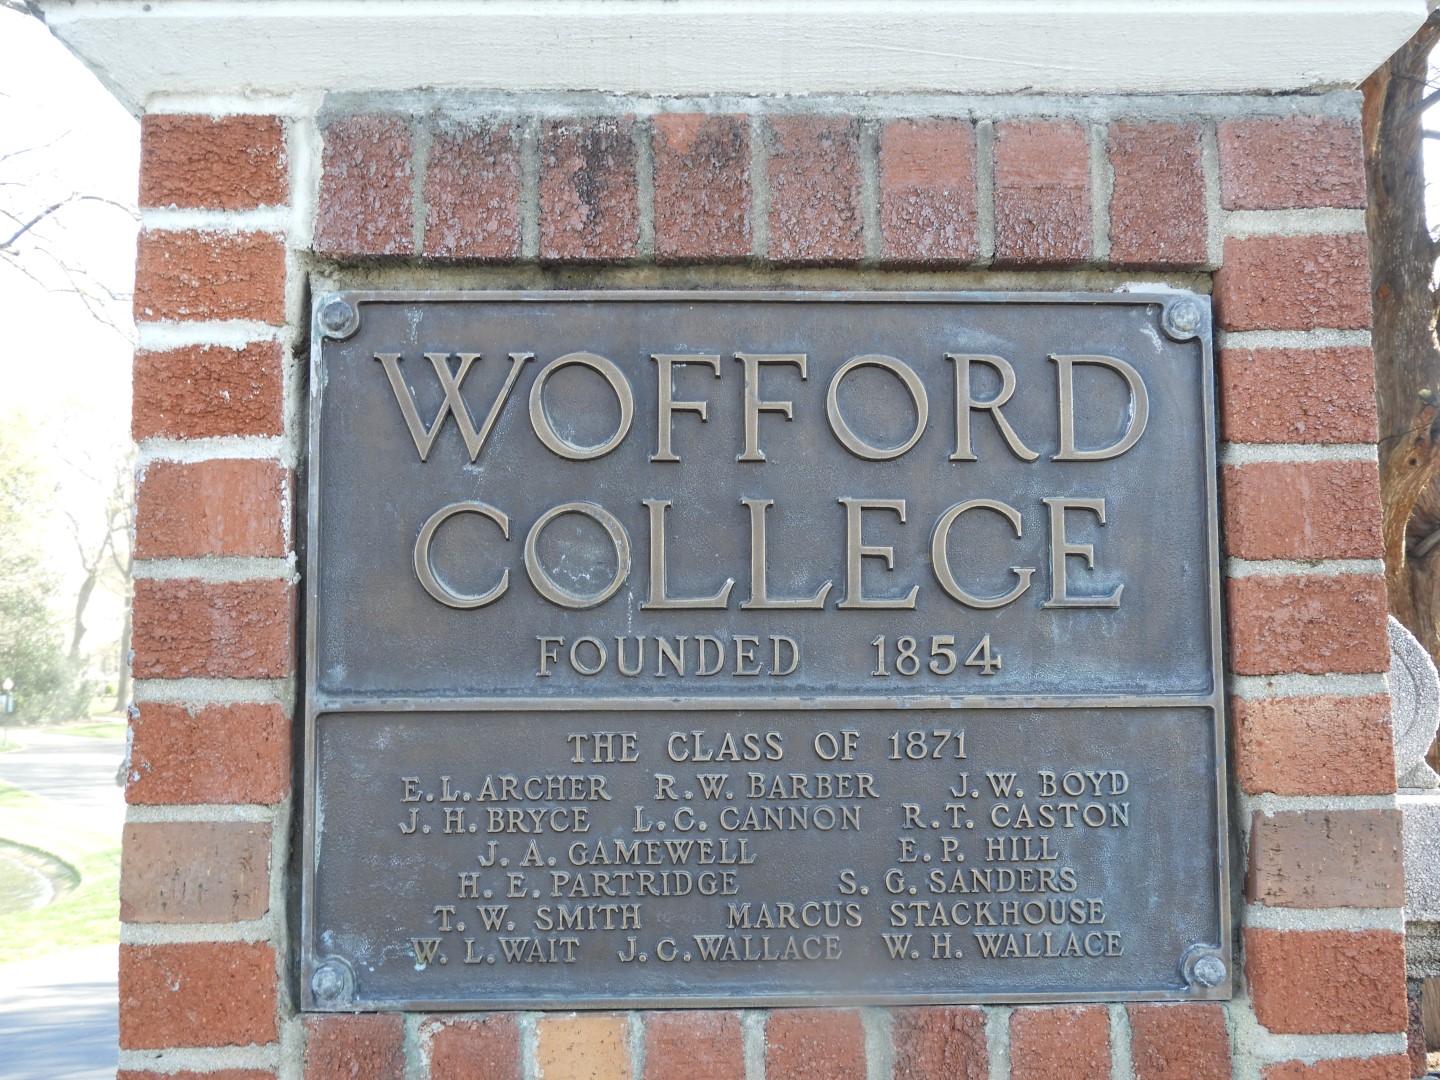 WOFFORD
COLLEGE
FOUNDED 1854
THE CLASS OF 1871
E. L. ARCHER R. W. BARBER J. W. BOYD
J. H. BRYCE L. C. CANNON R. T. CASTON
J. A. GAMEWELL E. P. HILL
H. E. PARTRIDGE S. G. SANDERS
T. W. SMITH MARCUS STACKHOUSE
W. L. WAIT J. C. WALLACE W. H. WALLACE